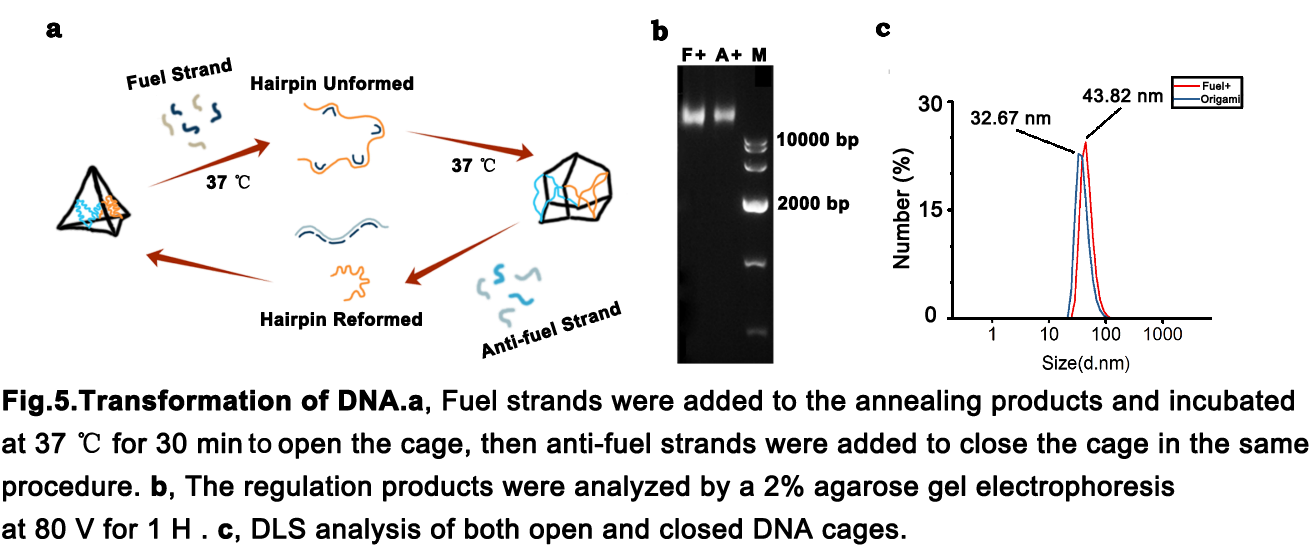 a
Fuel Strand
Hairpin Unformed
37 ℃
37 ℃
Hairpin Reformed
Anti-fuel Strand
b
F+ A+ M
10000 bp
2000 bp
c
Fuel+
Origami
43.82 nm
32.67 nm
30
15
0
Number (%)
1 10 100 1000
Size(d.nm)
Fig.5.Transformation of DNA.a, Fuel strands were added to the annealing products and incubated
at 37 ℃ for 30 min to open the cage, then anti-fuel strands were added to close the cage in the same
procedure. b, The regulation products were analyzed by a 2% agarose gel electrophoresis
at 80 V for 1 H . c, DLS analysis of both open and closed DNA cages.